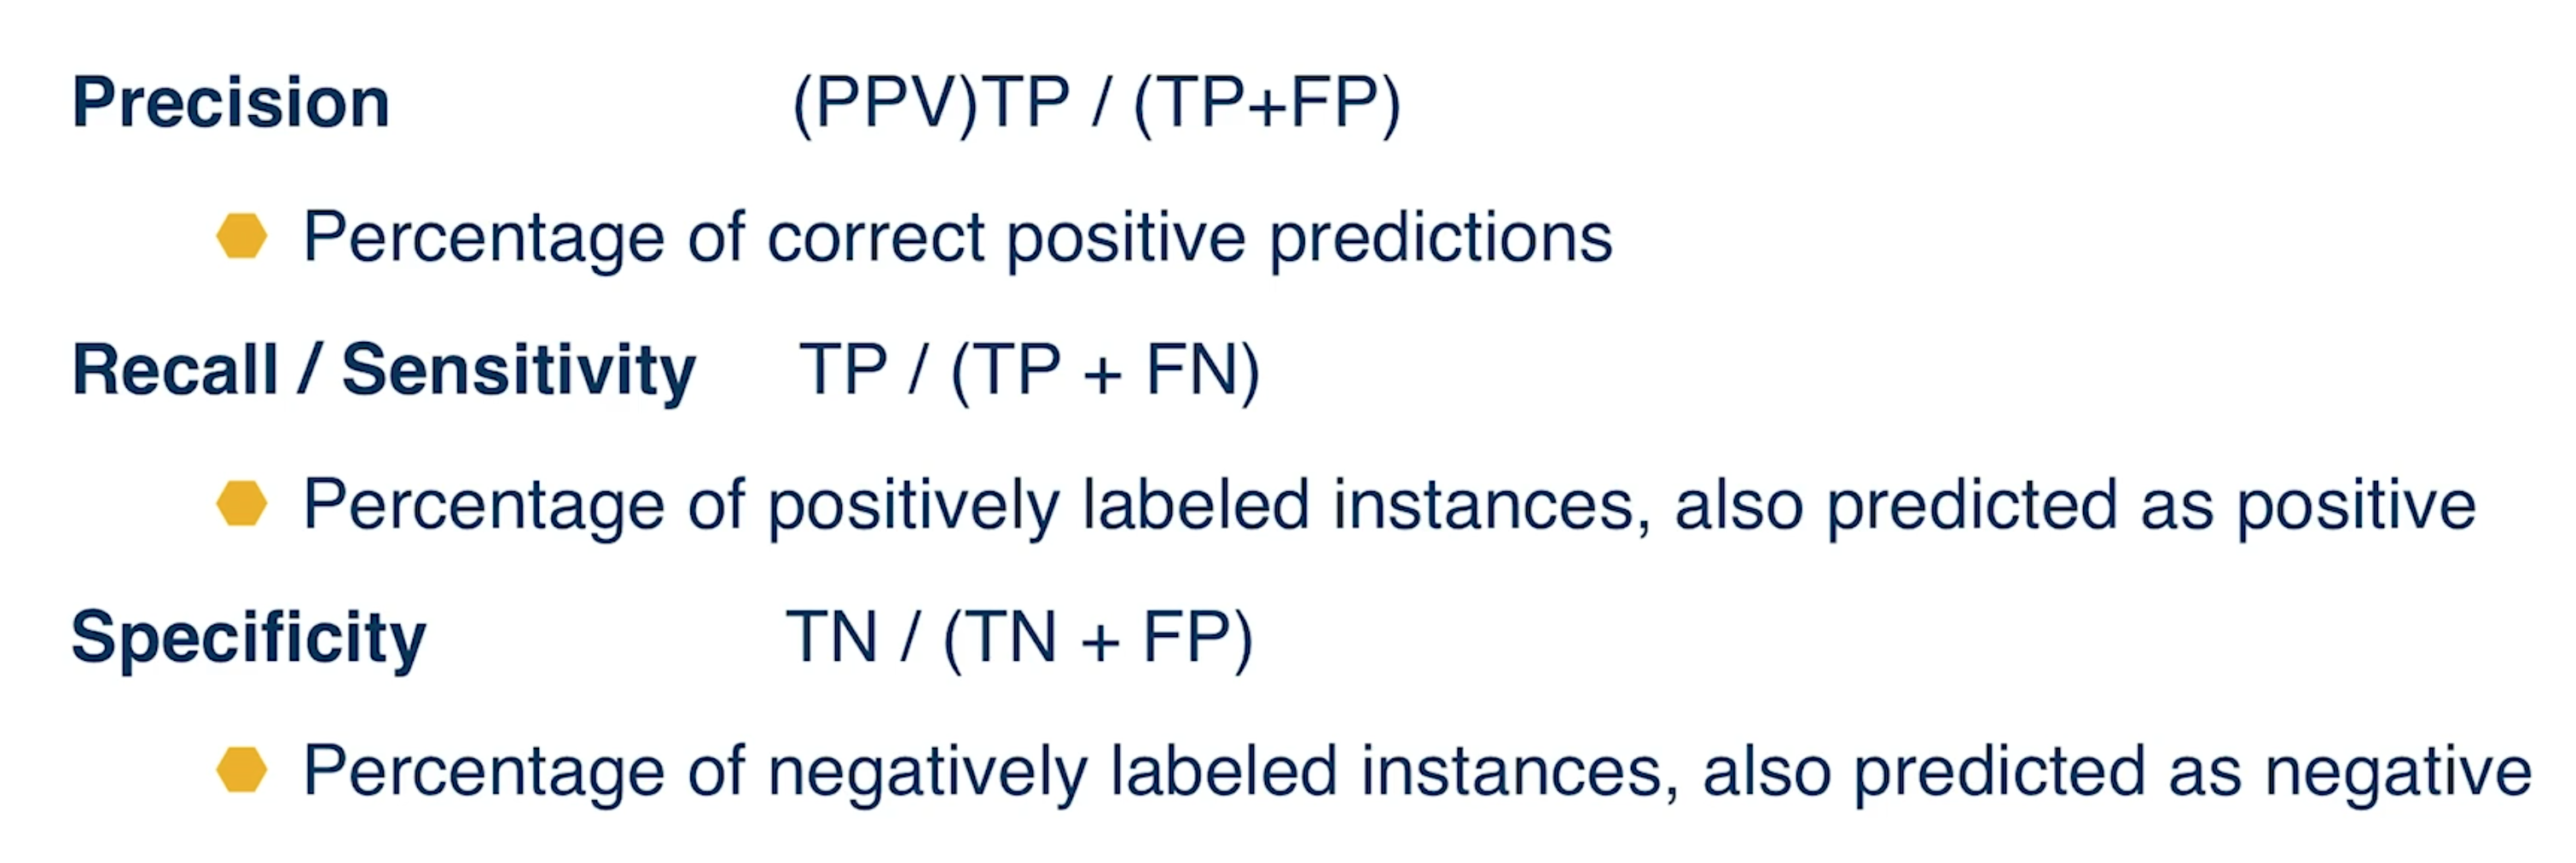 Precision (PPV)TP / (TP+FP)
Percentage of correct positive predictions
Recall / Sensitivity TP / (TP + FN)
Percentage of positively labeled instances, also predicted as positive
Specificity TN / (TN + FP)
Percentage of negatively labeled instances, also predicted as negative